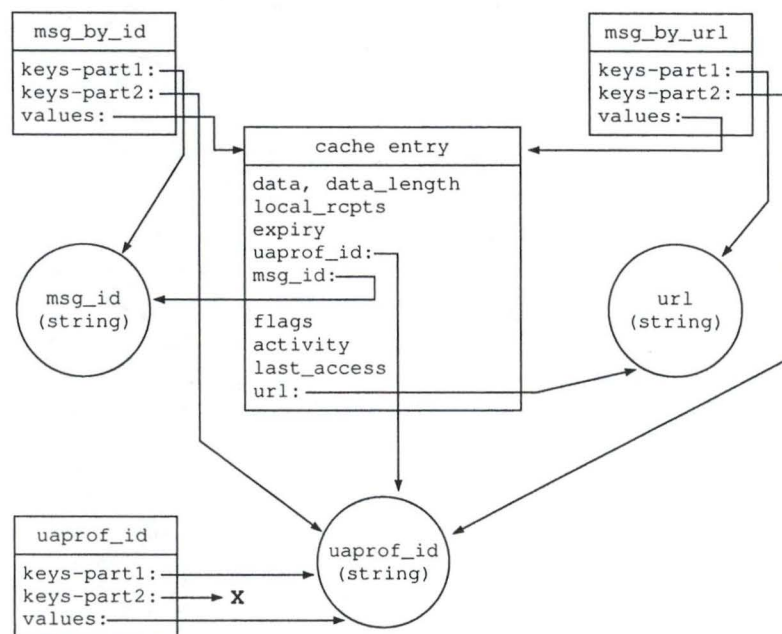 msg_by_id
keys-part1:
keys-part2:
values:
msg_by_url
keys-part1:
keys-part2:
values:
cache entry
data, data_length
local_rcpts
expiry
uaprof_id:
msg_id:
flags
activity
last_access
url:
msg_id
(string)
url
(string)
uaprof_id
keys-part1:
keys-part2:
X
values:
uaprof_id
(string)